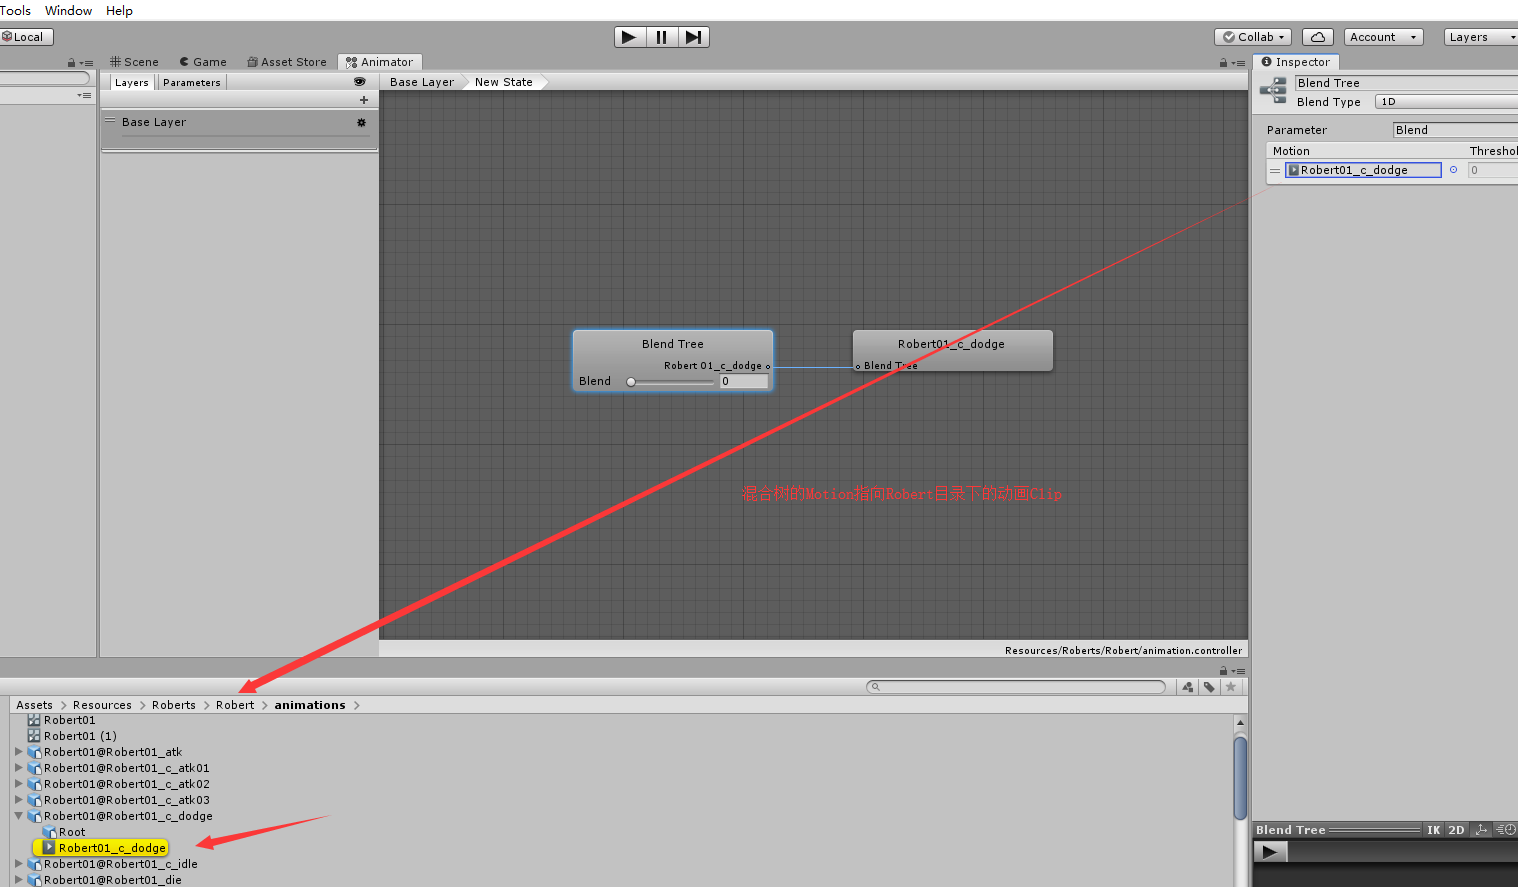 Tools Window Help
Local
Collab Account Layers
Scene Game Asset Store Animator
Inspector
Layers Parameters
Base Layer New State
Blend Tree
Blend Type 1D
Base Layer
Parameter Blend
Motion Threshol
Robert01_c_dodge 0
Blend Tree
Robert 01_c_dodge
Blend 0
Robert01_c_dodge
Blend Tree
混合树的Motion指向Robert目录下的动画Clip
Resources/Roberts/Robert/animation.controller
Assets > Resources > Roberts > Robert > animations >
Robert01
Robert01 (1)
Robert01@Robert01_atk
Robert01@Robert01_c_atk01
Robert01@Robert01_c_atk02
Robert01@Robert01_c_atk03
Robert01@Robert01_c_dodge
Root
Robert01_c_dodge
Robert01@Robert01_c_idle
Robert01@Robert01_die
Blend Tree IK 2D